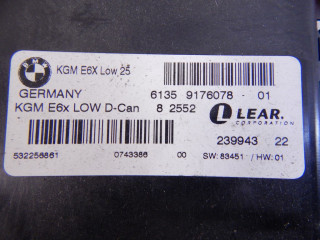 BMW
KGM E6X Low 25
GERMANY 6135 9176078 - 01
KGM E6x LOW D-Can 8 2552
LEAR.
CORPORATION
239943 22
532256861 0743386 00 SW: 83451 / HW: 01